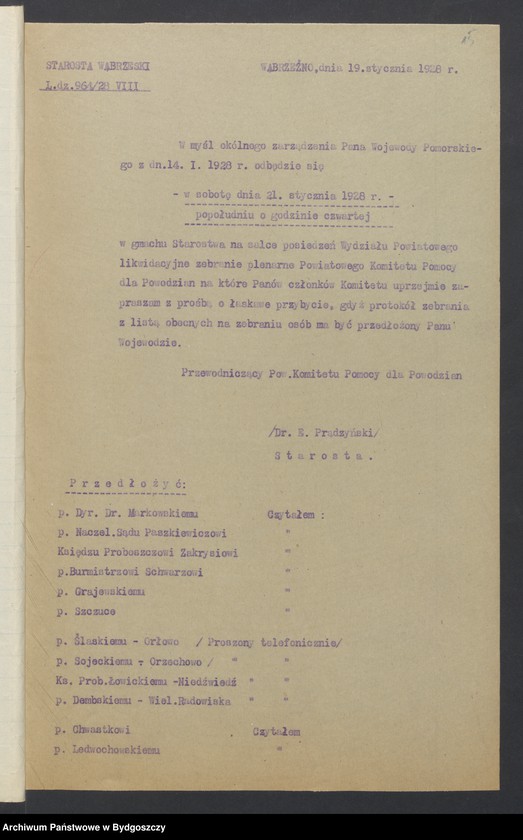 15
STAROSTA WĄBRZESKI
WĄBRZEŹNO,dnia 19.stycznia 1928 r.
L.dz.964/28 VIII
W myśl okólnego zarządzenia Pana Wojewody Pomorskie-
go z dn.14. I. 1928 r. odbędzie się
- w sobotę dnia 21. stycznia 1928 r. -
popołudniu o godzinie czwartej
w gmachu Starostwa na salce posiedzeń Wydziału Powiatowego
likwidacyjne zebranie plenarne Powiatowego Komitetu Pomocy
dla Powodzian na które Panów członków Komitetu uprzejmie za-
praszam z prośbą o łaskawe przybycie, gdyż protokół zebrania
z listą obecnych na zebraniu osób ma być przedłożony Panu
Wojewodzie.
Przewodniczący Pow.Komitetu Pomocy dla Powodzian
/Dr. E. Prądzyński/
S t a r o s t a .
P r z e d ł o ż y ć:
p. Dyr. Dr. Markowskiemu Czytałem :
p. Naczel.Sądu Paszkiewiczowi "
Księdzu Proboszczowi Zakrysiowi "
p.Burmistrzowi Schwarzowi "
p. Grajewskiemu "
p. Szczuce "
p. Ślaskiemu - Orłowo / Proszony telefonicznie/
p. Sojeckiemu - Orzechowo / " "
Ks. Prob.Łowickiemu -Niedźwiedź " "
p. Dembskiemu - Wiel.Radowiska " "
p. Chwastkowi Czytałem
p. Ledwochowskiemu "
Archiwum Państwowe w Bydgoszczy